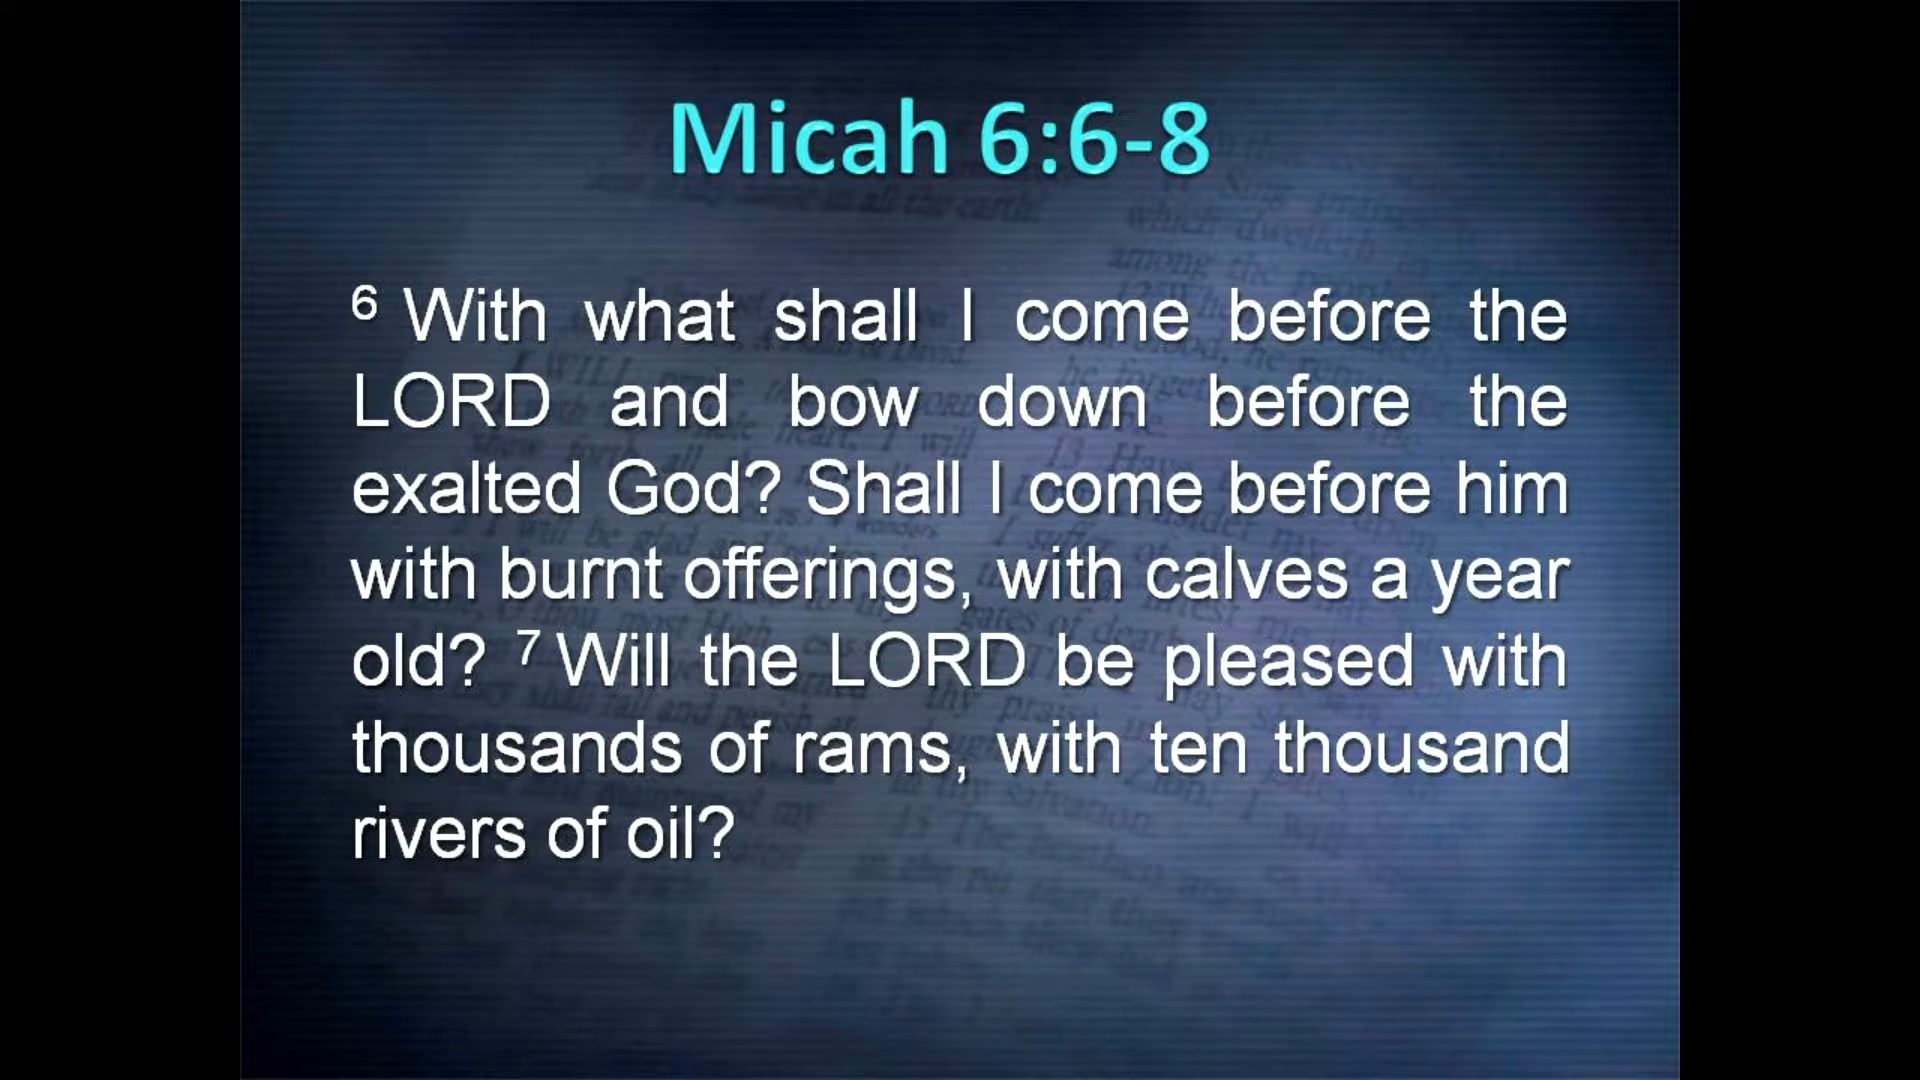 Micah 6:6-8
6 With what shall I come before the
LORD and bow down before the
exalted God? Shall I come before him
with burnt offerings, with calves a year
old? 7 Will the LORD be pleased with
thousands of rams, with ten thousand
rivers of oil?